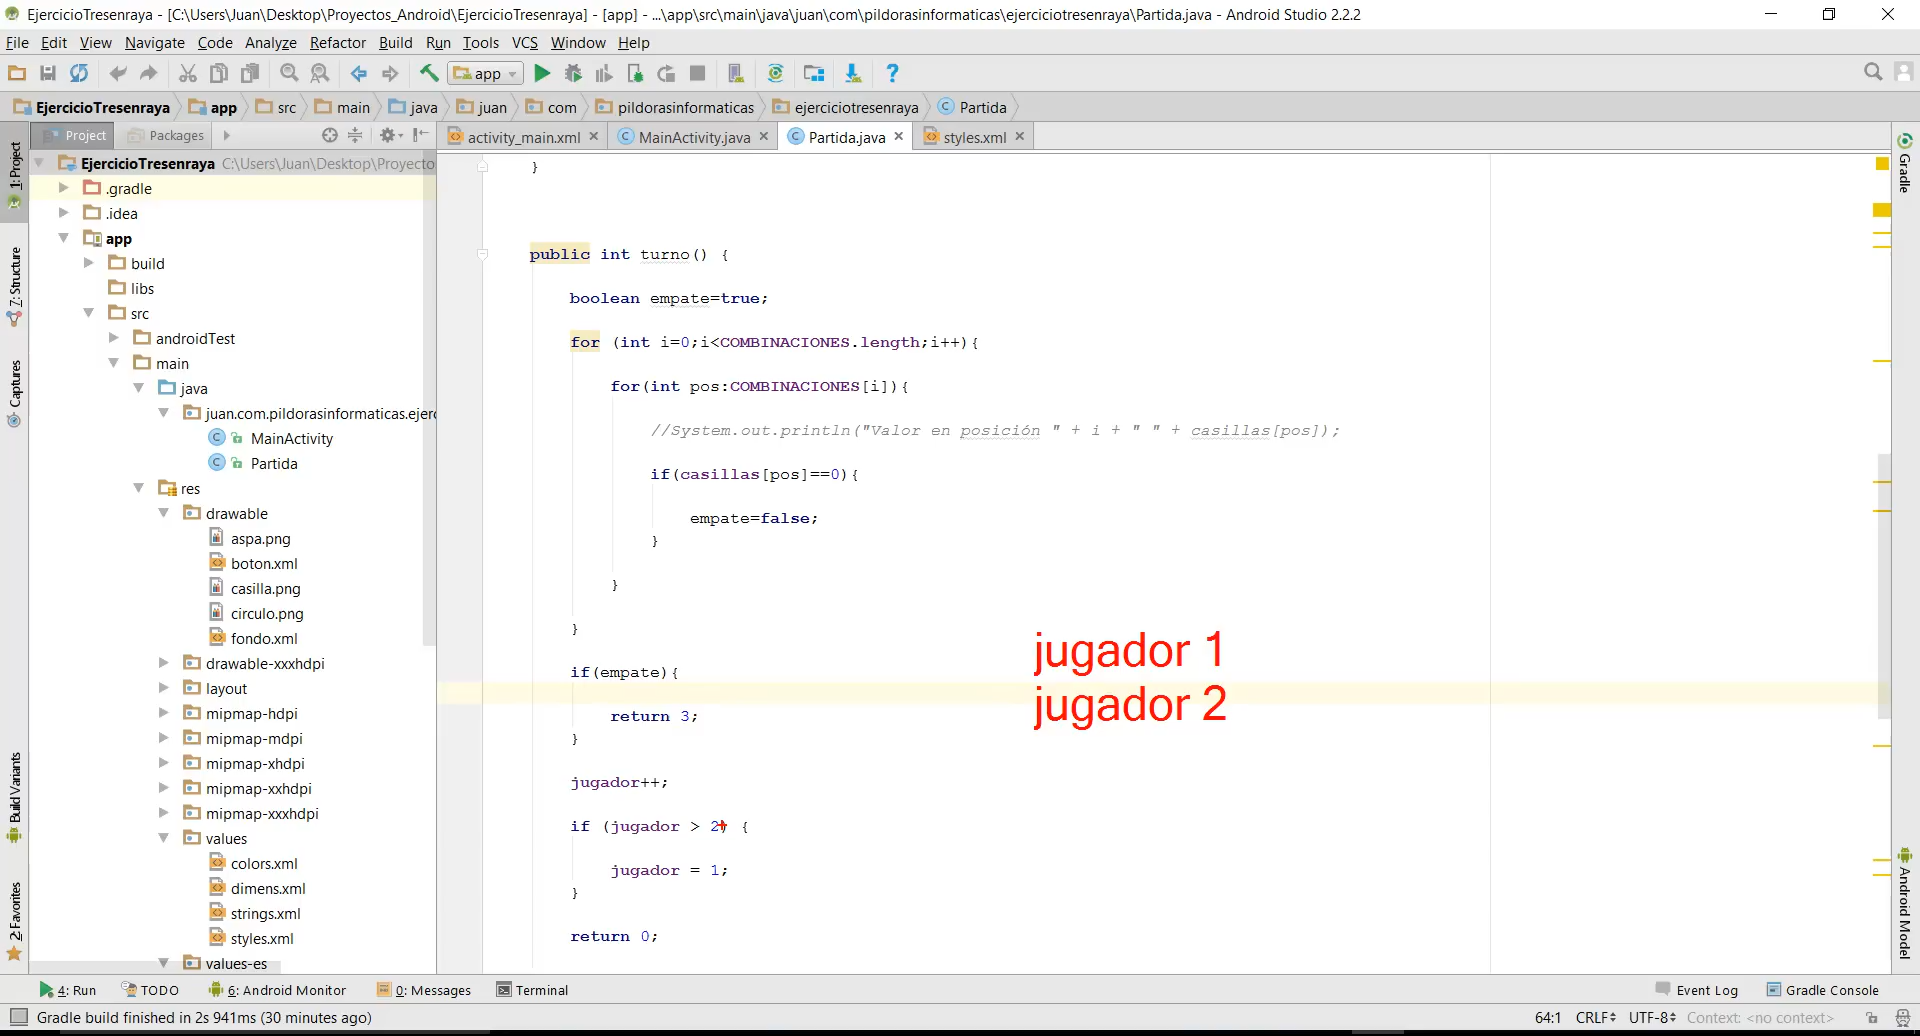 EjercicioTresenraya - [C:\Users\Juan\Desktop\Proyectos_Android\EjercicioTresenraya] - [app] - ...\app\src\main\java\juan\com\pildorasinformaticas\ejerciciotresenraya\Partida.java - Android Studio 2.2.2
File Edit View Navigate Code Analyze Refactor Build Run Tools VCS Window Help
app
EjercicioTresenraya app src main java juan com pildorasinformaticas ejerciciotresenraya Partida
Project Packages
activity_main.xml MainActivity.java Partida.java styles.xml
EjercicioTresenraya C:\Users\Juan\Desktop\Proyecto
.gradle
.idea
app
build
libs
src
androidTest
main
java
juan.com.pildorasinformaticas.ejerc
MainActivity
Partida
res
drawable
aspa.png
boton.xml
casilla.png
circulo.png
fondo.xml
drawable-xxxhdpi
layout
mipmap-hdpi
mipmap-mdpi
mipmap-xhdpi
mipmap-xxhdpi
mipmap-xxxhdpi
values
colors.xml
dimens.xml
strings.xml
styles.xml
values-es
1: Project
7: Structure
Captures
Build Variants
2: Favorites
}
public int turno() {
boolean empate=true;
for (int i=0;i<COMBINACIONES.length;i++){
for(int pos:COMBINACIONES[i]){
//System.out.println("Valor en posición " + i + " " + casillas[pos]);
if(casillas[pos]==0){
empate=false;
}
}
}
if(empate){
return 3;
}
jugador++;
if (jugador > 2) {
jugador = 1;
}
return 0;
jugador 1
jugador 2
Gradle
Android Model
4: Run TODO 6: Android Monitor 0: Messages Terminal Event Log Gradle Console
Gradle build finished in 2s 941ms (30 minutes ago) 64:1 CRLF UTF-8 Context: <no context>